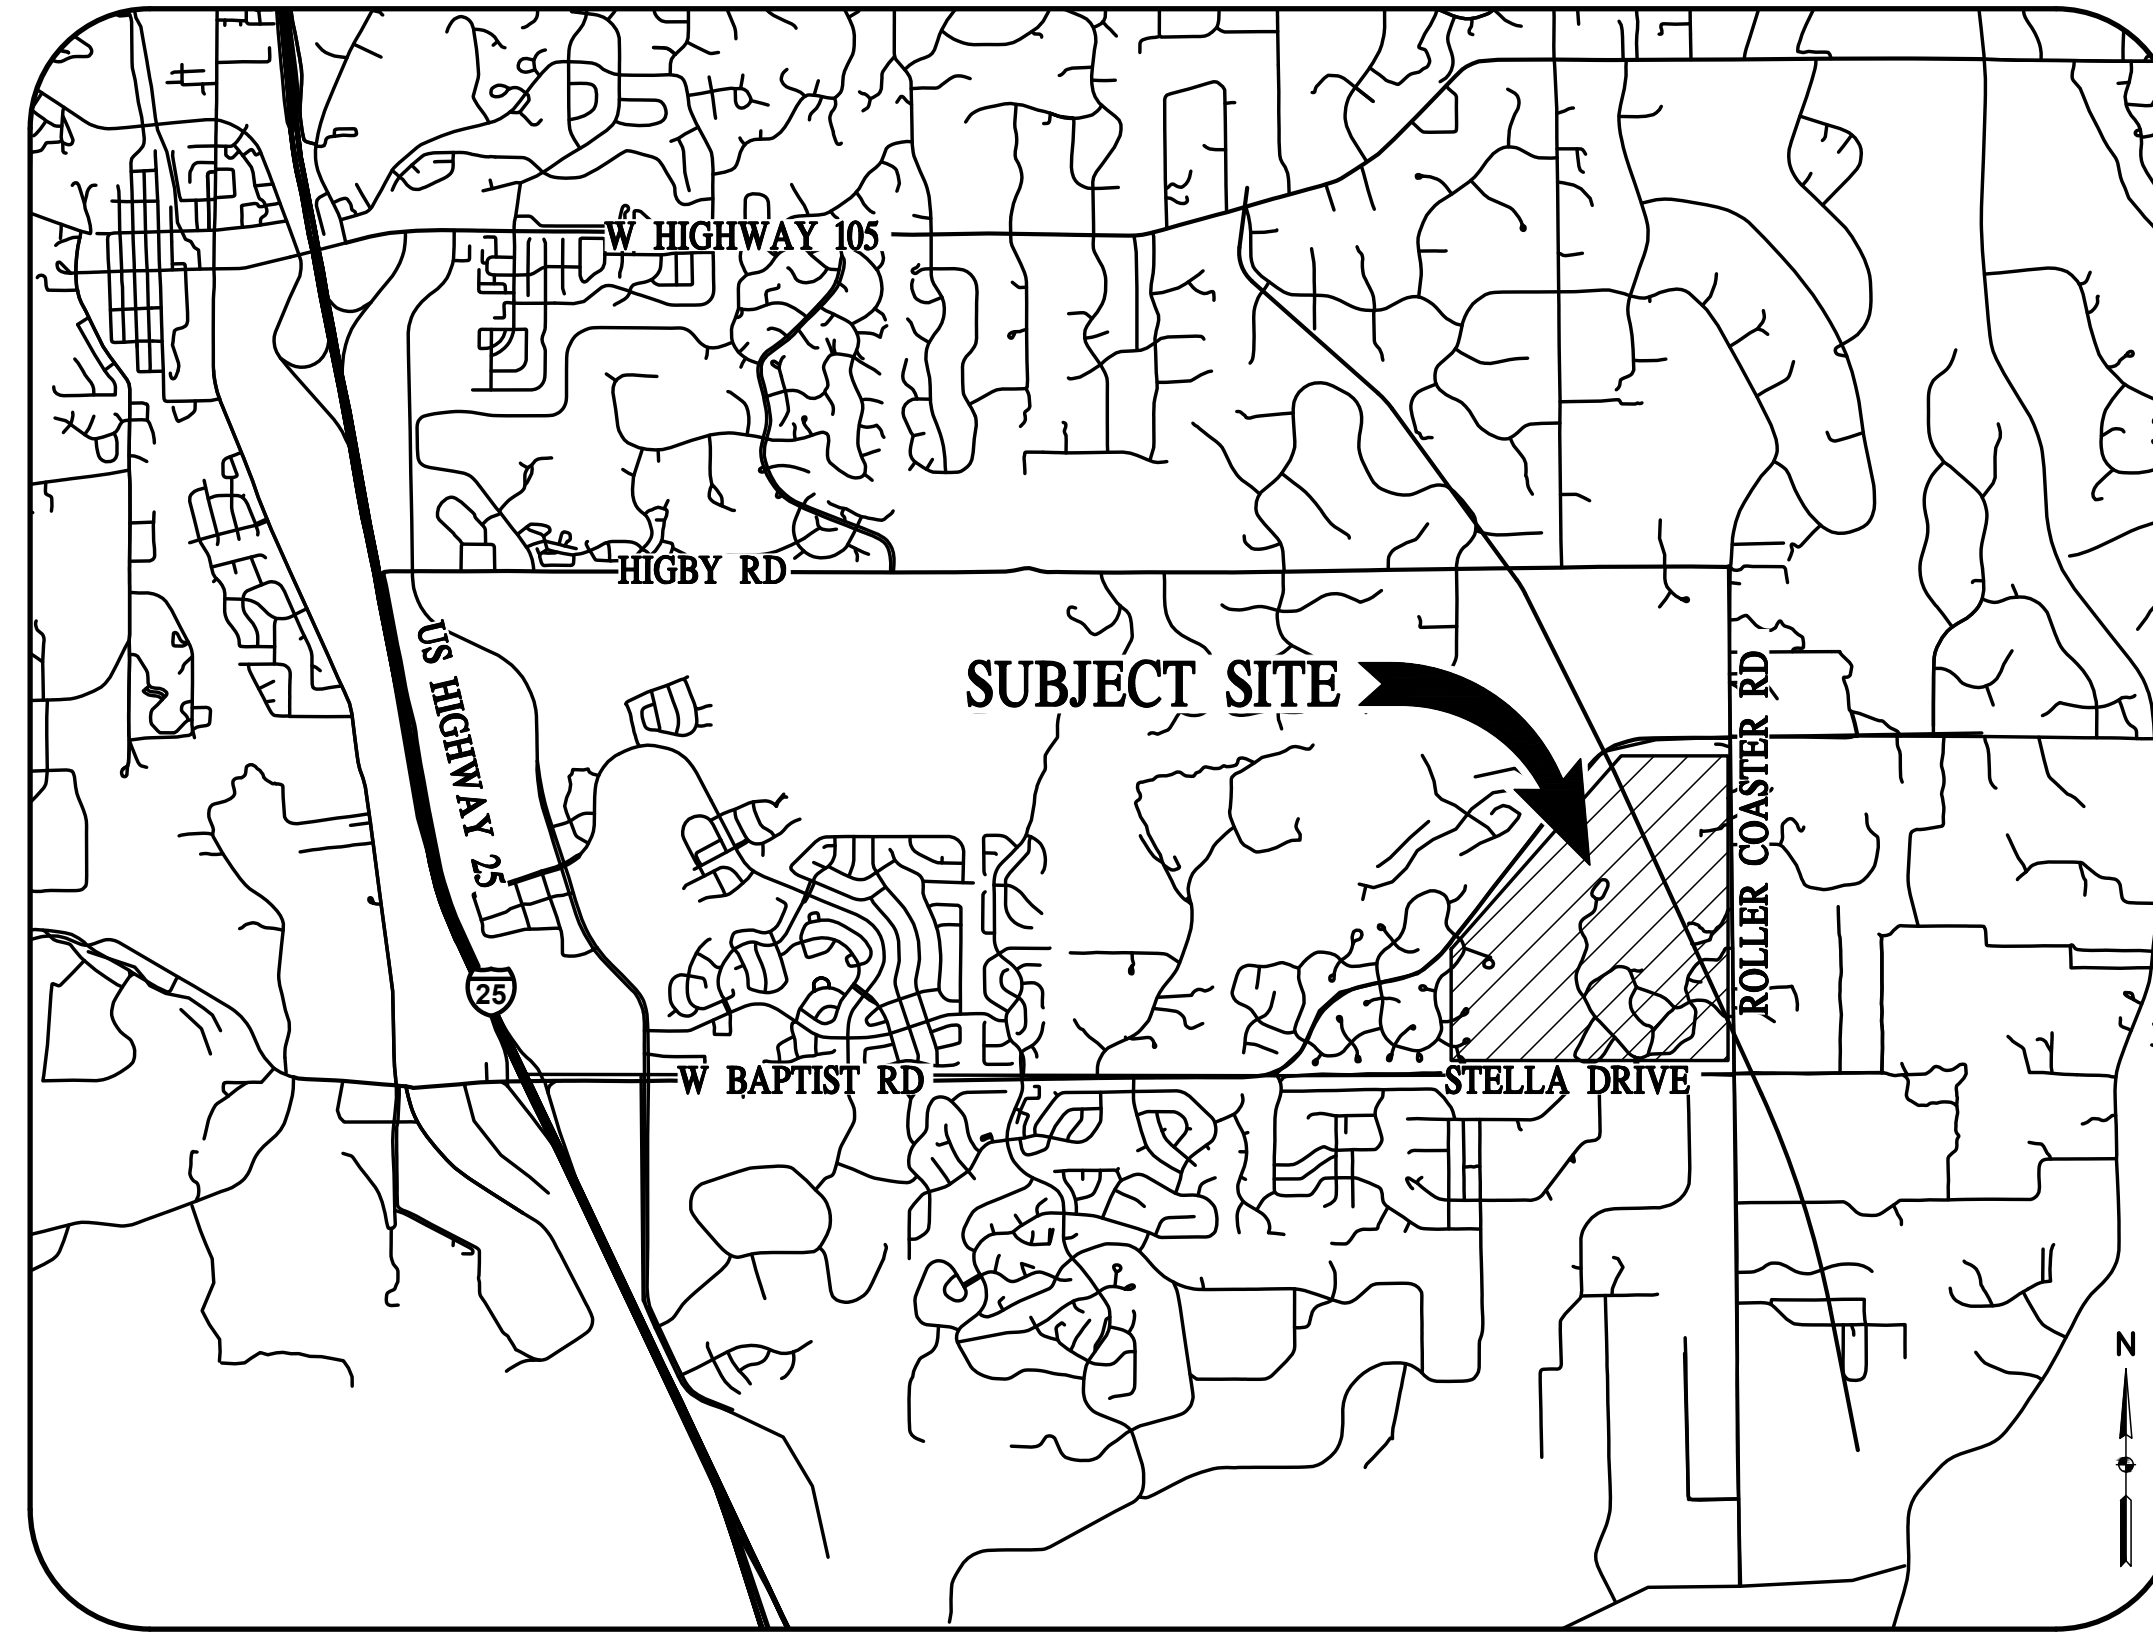 W HIGHWAY 105
HIGBY RD
US HIGHWAY 25
SUBJECT SITE
ROLLER COASTER RD
25
W BAPTIST RD
STELLA DRIVE
N